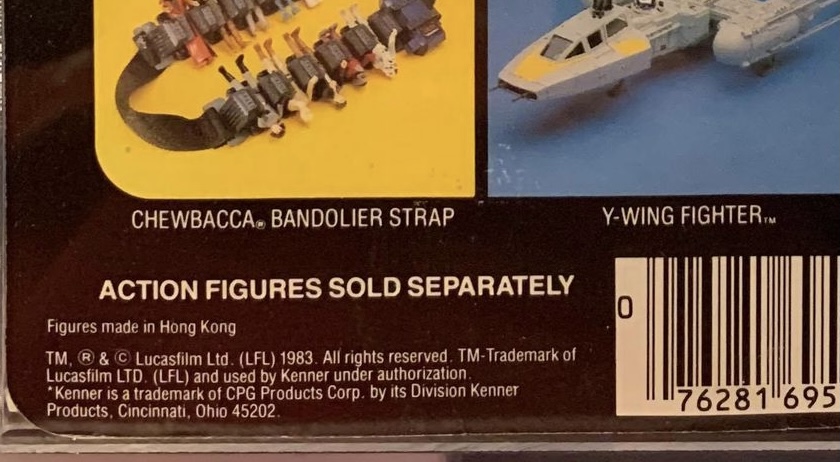 CHEWBACCA® BANDOLIER STRAP
Y-WING FIGHTER™
ACTION FIGURES SOLD SEPARATELY
Figures made in Hong Kong
TM, ® & © Lucasfilm Ltd. (LFL) 1983. All rights reserved. TM-Trademark of
Lucasfilm LTD. (LFL) and used by Kenner under authorization.
*Kenner is a trademark of CPG Products Corp. by its Division Kenner
Products, Cincinnati, Ohio 45202.
0
76281 695